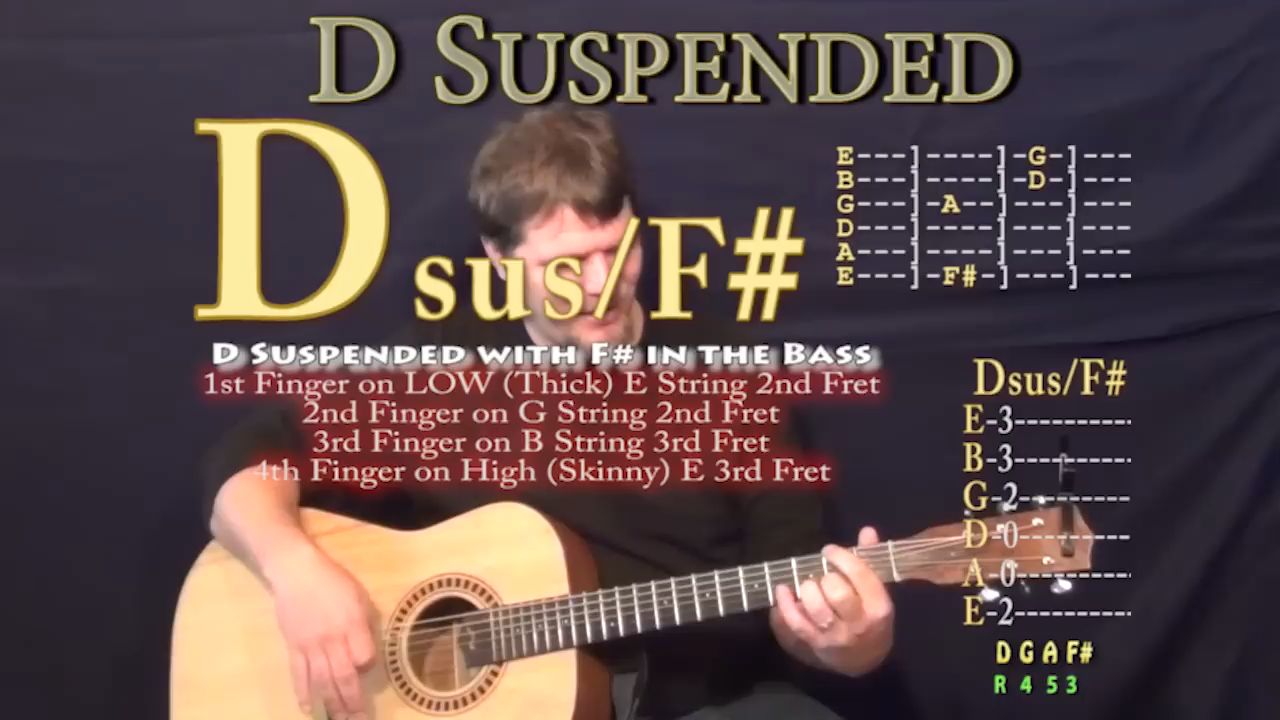 D SUSPENDED
Dsus/F#
E---]-----]-G-]---
B---]-----]-D-]---
G---]-A--]---]---
D---]----]---]---
A---]----]---]---
E---]-F#-]---]---
D SUSPENDED WITH F# IN THE BASS
1st Finger on LOW (Thick) E String 2nd Fret
2nd Finger on G String 2nd Fret
3rd Finger on B String 3rd Fret
4th Finger on High (Skinny) E 3rd Fret
Dsus/F#
E-3----------
B-3----------
G-2----------
D-0----------
A-0----------
E-2----------
D G A F#
R 4 5 3